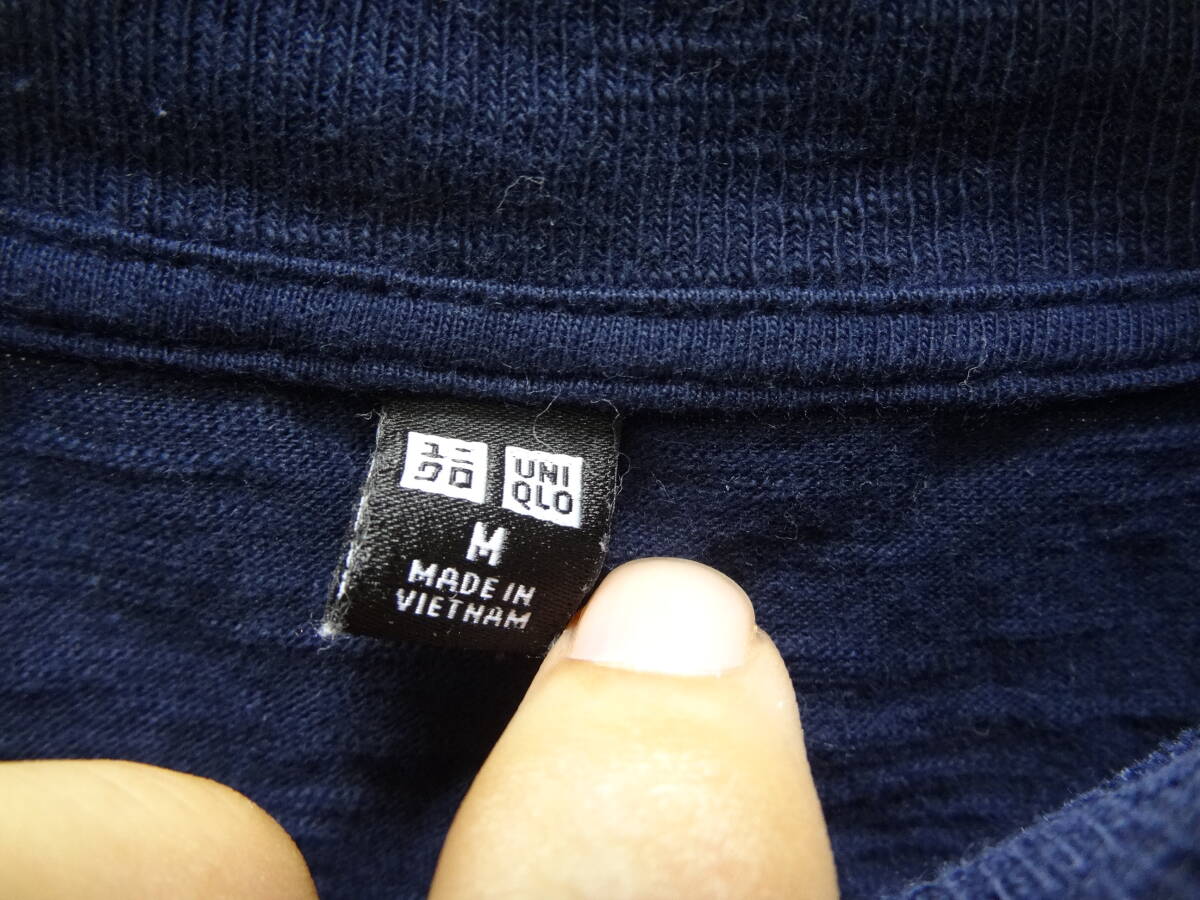 ユニ UNI
クロ QLO
M
MADE IN
VIETNAM